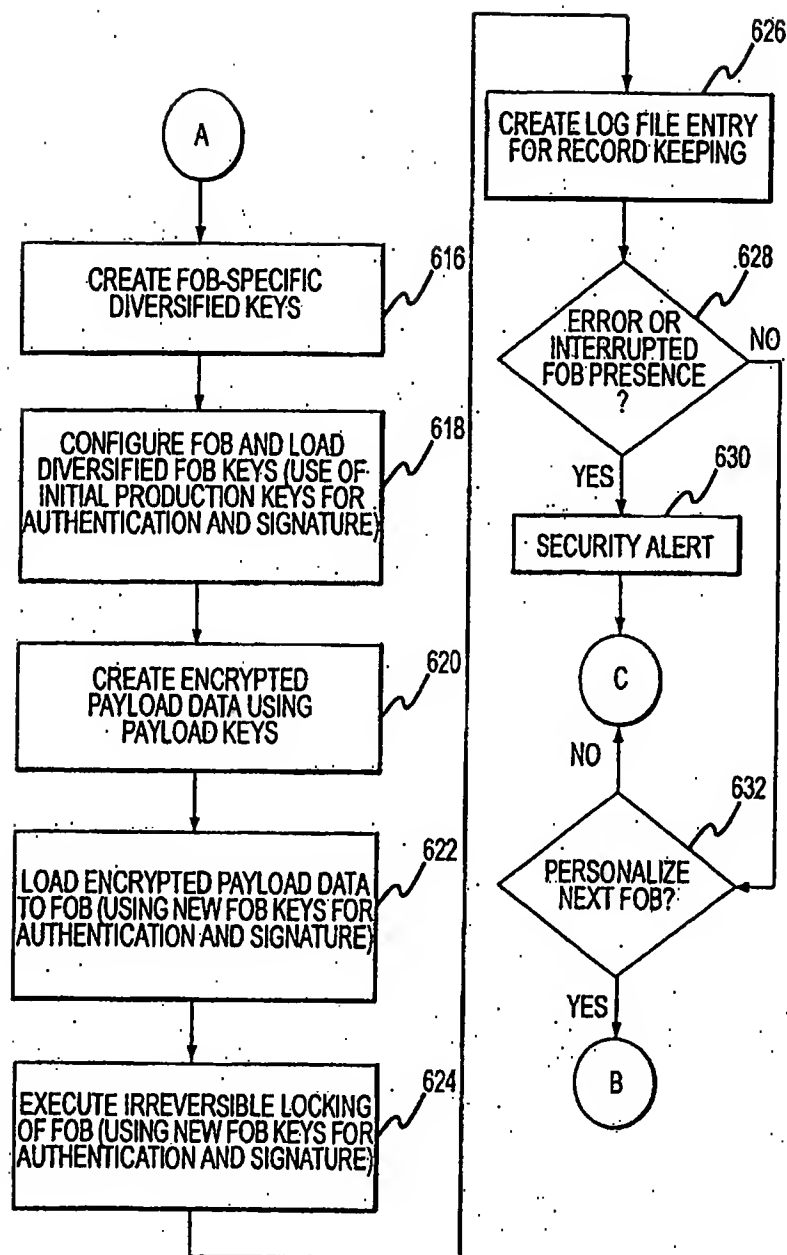 A
CREATE FOB-SPECIFIC
DIVERSIFIED KEYS
616
CONFIGURE FOB AND LOAD
DIVERSIFIED FOB KEYS (USE OF
INITIAL PRODUCTION KEYS FOR
AUTHENTICATION AND SIGNATURE)
618
CREATE ENCRYPTED
PAYLOAD DATA USING
PAYLOAD KEYS
620
LOAD ENCRYPTED PAYLOAD DATA
TO FOB (USING NEW FOB KEYS FOR
AUTHENTICATION AND SIGNATURE)
622
EXECUTE IRREVERSIBLE LOCKING
OF FOB (USING NEW FOB KEYS FOR
AUTHENTICATION AND SIGNATURE)
624
626
CREATE LOG FILE ENTRY
FOR RECORD KEEPING
628
ERROR OR
INTERRUPTED
FOB PRESENCE
?
NO
YES
630
SECURITY ALERT
C
NO
632
PERSONALIZE
NEXT FOB?
YES
B